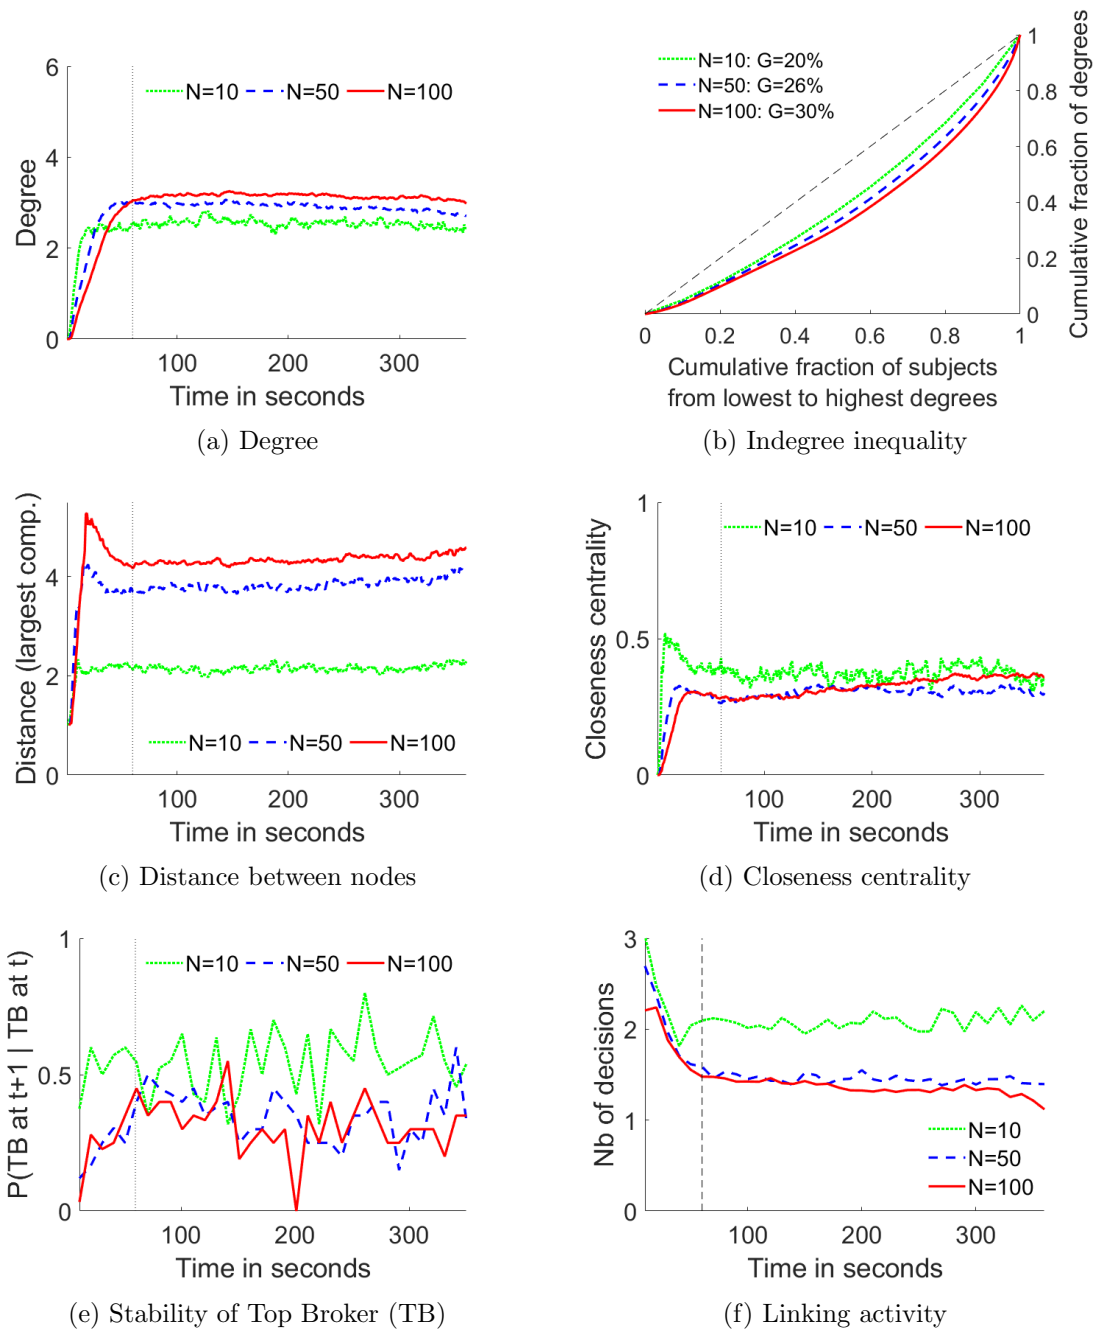 6
4
2
0
Degree
N=10 N=50 N=100
100 200 300
Time in seconds
(a) Degree
N=10: G=20%
N=50: G=26%
N=100: G=30%
1
0.8
0.6
0.4
0.2
0
Cumulative fraction of degrees
0 0.2 0.4 0.6 0.8 1
Cumulative fraction of subjects
from lowest to highest degrees
(b) Indegree inequality
4
2
0
Distance (largest comp.)
N=10 N=50 N=100
100 200 300
Time in seconds
(c) Distance between nodes
1
0.5
0
Closeness centrality
N=10 N=50 N=100
100 200 300
Time in seconds
(d) Closeness centrality
1
0.5
0
P(TB at t+1 | TB at t)
N=10 N=50 N=100
100 200 300
Time in seconds
(e) Stability of Top Broker (TB)
3
2
1
0
Nb of decisions
N=10
N=50
N=100
100 200 300
Time in seconds
(f) Linking activity